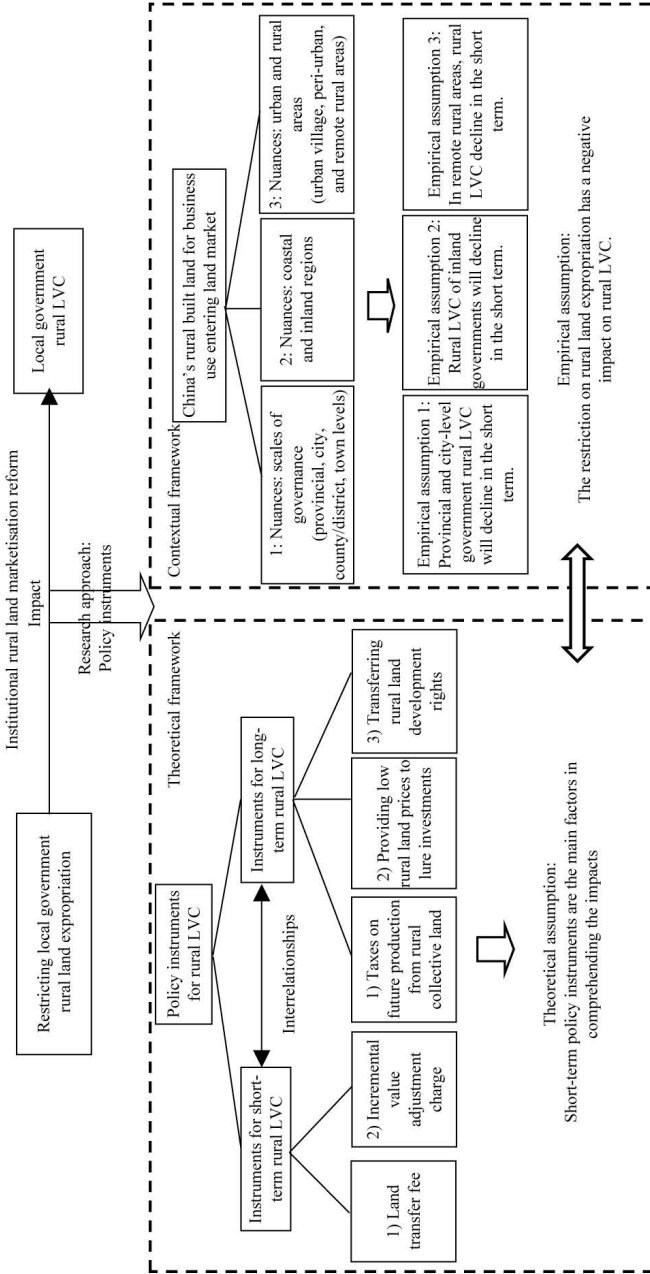 Institutional rural land marketisation reform
Restricting local government
rural land expropriation
Impact
Local government
rural LVC
Research approach:
Policy instruments
Theoretical framework
Policy instruments
for rural LVC
Instruments for short-
term rural LVC
Interrelationships
Instruments for long-
term rural LVC
1) Land
transfer fee
2) Incremental
value
adjustment
charge
1) Taxes on
future production
from rural
collective land
2) Providing low
rural land prices to
lure investments
3) Transferring
rural land
development
rights
Theoretical assumption:
Short-term policy instruments are the main factors in
comprehending the impacts
Contextual framework
China`s rural built land for business
use entering land market
1: Nuances: scales of
governance
(provincial, city,
county/district, town levels)
2: Nuances: coastal
and inland regions
3: Nuances: urban and rural
areas
(urban village, peri-urban,
and remote rural areas)
Empirical assumption 1:
Provincial and city-level
government rural LVC
will decline in the short
term.
Empirical assumption 2:
Rural LVC of inland
governments will decline
in the short term.
Empirical assumption 3:
In remote rural areas, rural
LVC decline in the short
term.
Empirical assumption:
The restriction on rural land expropriation has a negative
impact on rural LVC.